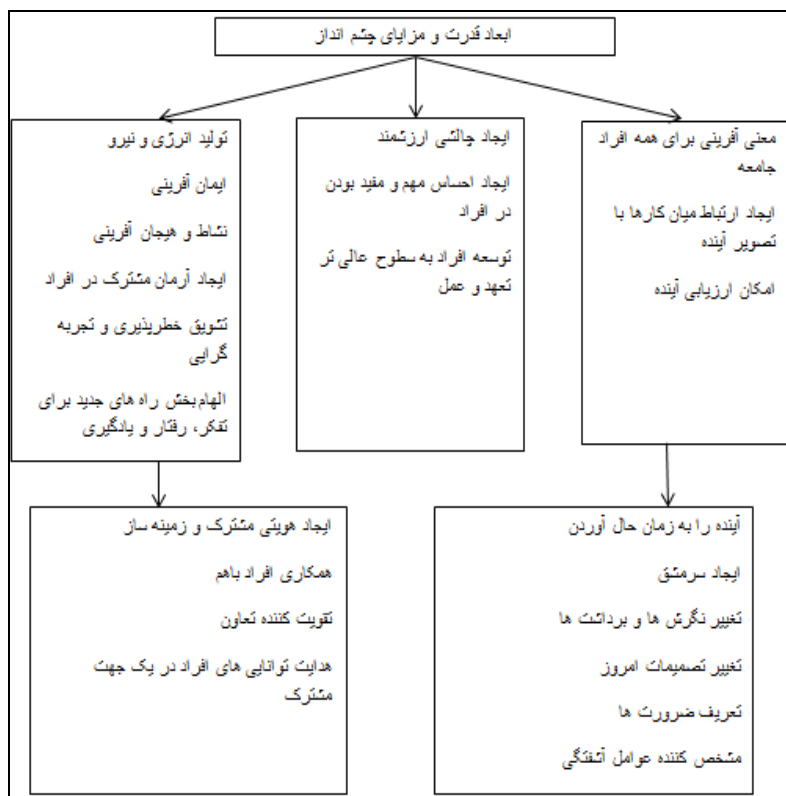 ابعاد قدرت و مزایای چشم انداز
معنی آفرینی برای همه افراد
جامعه
ایجاد ارتباط میان کارها با
تصویر آینده
امکان ارزیابی آینده
ایجاد چالشی ارزشمند
ایجاد احساس مهم و مفید بودن
در افراد
توسعه افراد به سطوح عالی تر
تعهد و عمل
تولید انرژی و نیرو
ایمان آفرینی
نشاط و هیجان آفرینی
ایجاد آرمان مشترک در افراد
تشویق خطرپذیری و تجربه
گرایی
الهام بخش راه های جدید برای
تفکر، رفتار و یادگیری
آینده را به زمان حال آوردن
ایجاد سرمشق
تغییر نگرش ها و برداشت ها
تغییر تصمیمات امروز
تعریف ضرورت ها
مشخص کننده عوامل آشفتگی
ایجاد هویتی مشترک و زمینه ساز
همکاری افراد باهم
تقویت کننده تعاون
هدایت توانایی های افراد در یک جهت
مشترک